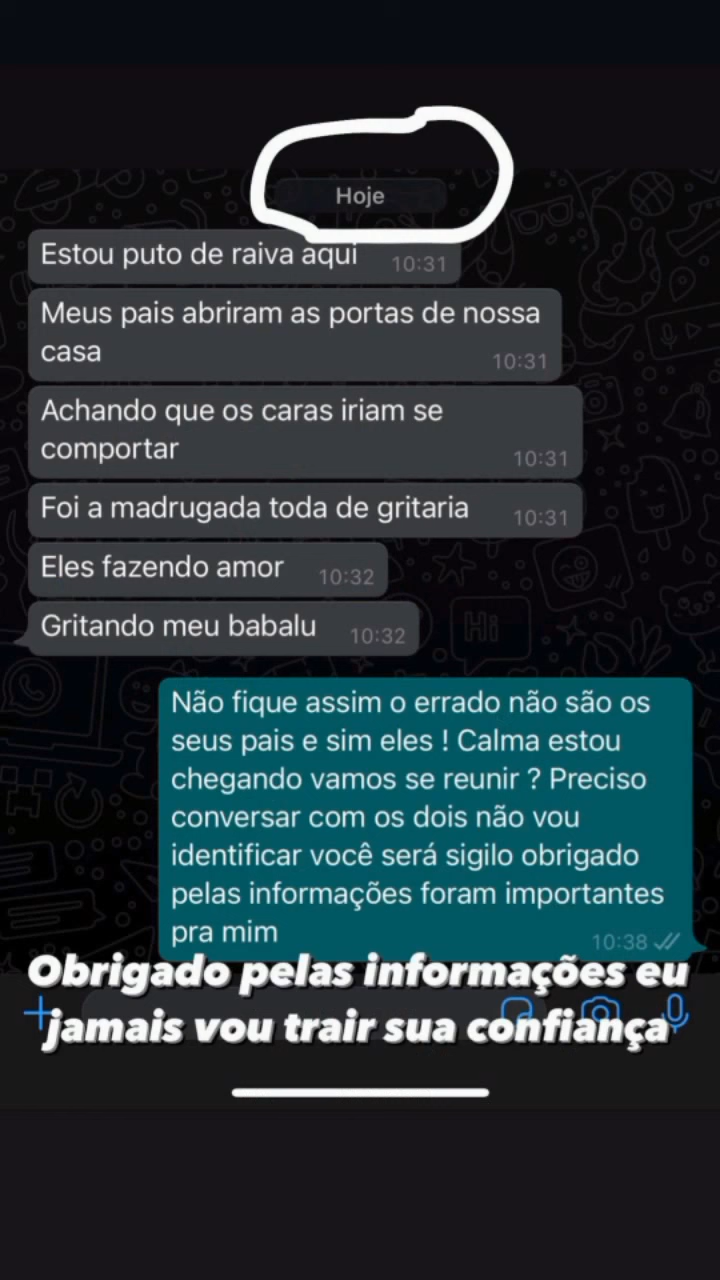 Hoje
Estou puto de raiva aqui 10:31
Meus pais abriram as portas de nossa
casa 10:31
Achando que os caras iriam se
comportar 10:31
Foi a madrugada toda de gritaria 10:31
Eles fazendo amor 10:32
Gritando meu babalu 10:32
Hi
Não fique assim o errado não são os
seus pais e sim eles ! Calma estou
chegando vamos se reunir ? Preciso
conversar com os dois não vou
identificar você será sigilo obrigado
pelas informações foram importantes
pra mim 10:38
Obrigado pelas informações eu
jamais vou trair sua confiança